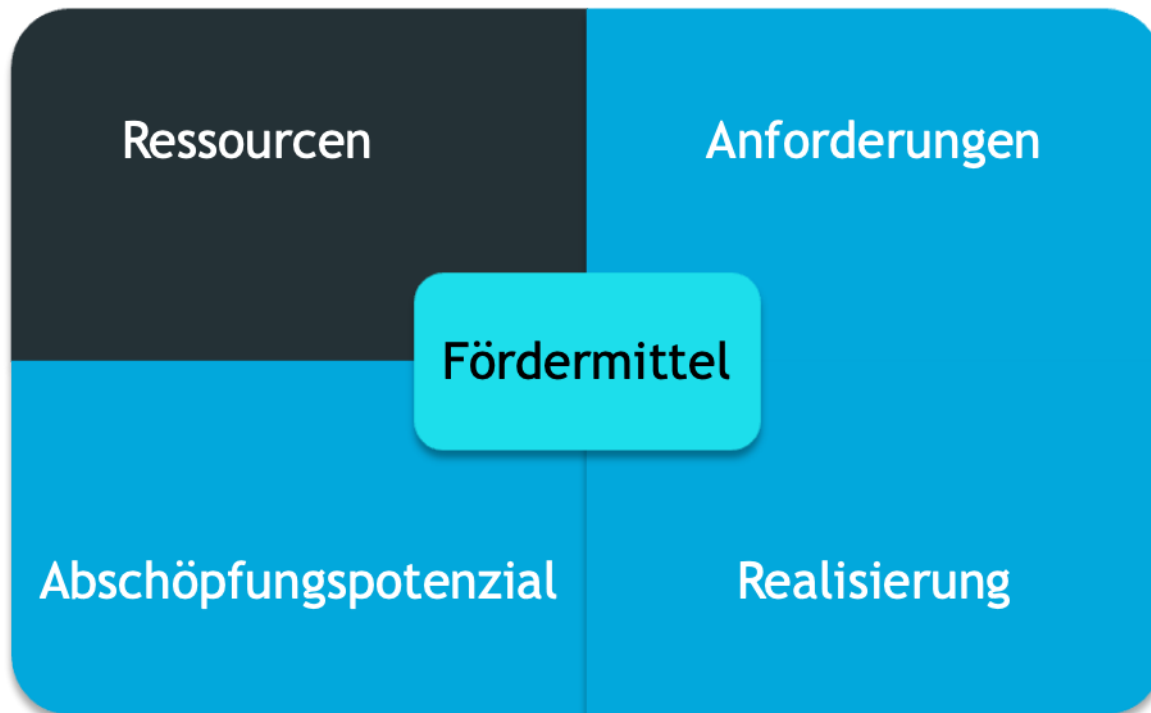 Ressourcen
Anforderungen
Fördermittel
Abschöpfungspotenzial
Realisierung